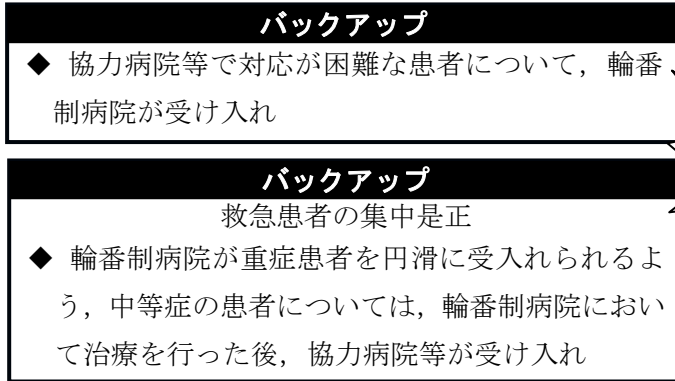 バックアップ
◆ 協力病院等で対応が困難な患者について，輪番
制病院が受け入れ
バックアップ
救急患者の集中是正
◆ 輪番制病院が重症患者を円滑に受入れられるよ
う，中等症の患者については，輪番制病院におい
て治療を行った後，協力病院等が受け入れ